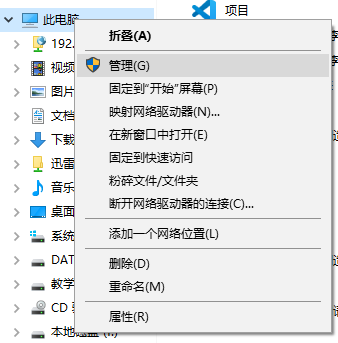 此电脑
项目
折叠(A)
192.
管理(G)
视频
固定到"开始"屏幕(P)
图片
映射网络驱动器(N)...
文档
在新窗口中打开(E)
下载
固定到快速访问
迅雷
粉碎文件/文件夹
音乐
断开网络驱动器的连接(C)...
桌面
添加一个网络位置(L)
系统
DAT
删除(D)
教学
重命名(M)
CD
属性(R)
本地磁盘